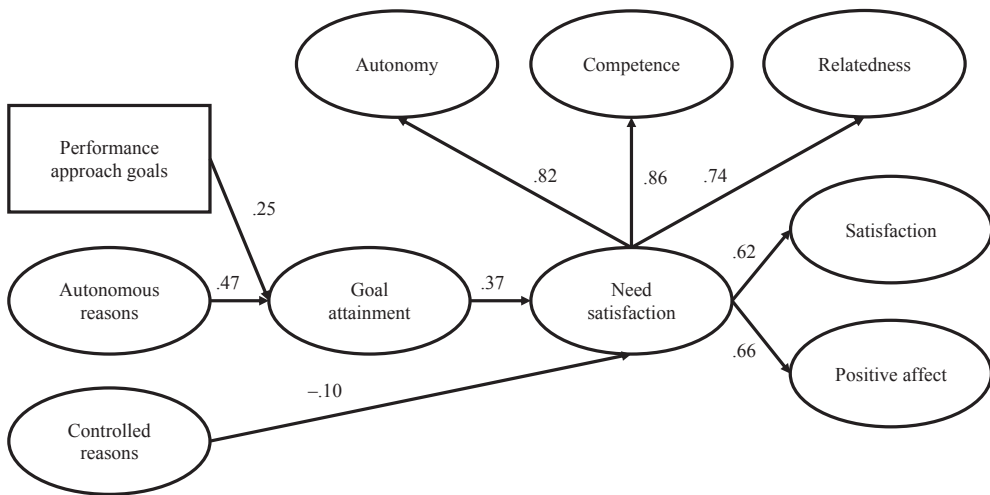 Autonomy
Competence
Relatedness
Performance
approach goals
.82
.86
.74
.25
Satisfaction
.62
Autonomous
reasons
.47
Goal
attainment
.37
Need
satisfaction
.66
Positive affect
–.10
Controlled
reasons